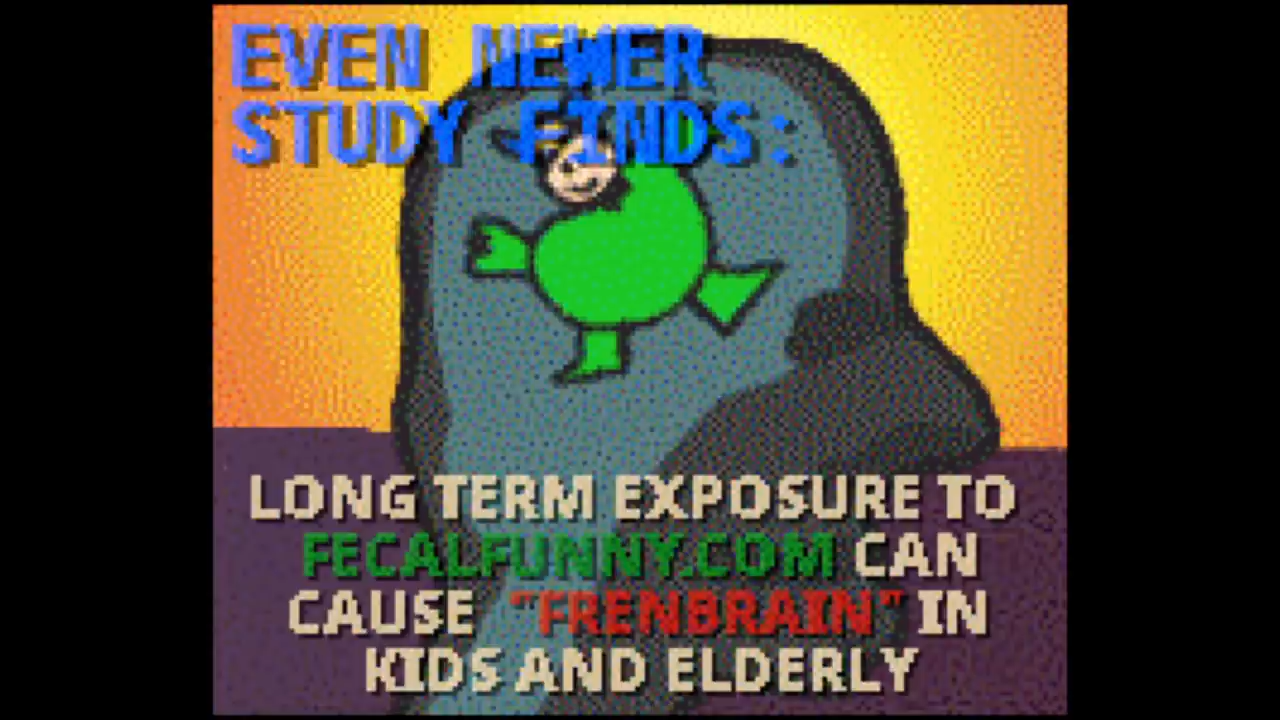 EVEN NEWER
STUDY FINDS:
LONG TERM EXPOSURE TO
FECALFUNNY.COM CAN
CAUSE "FRENBRAIN" IN
KIDS AND ELDERLY